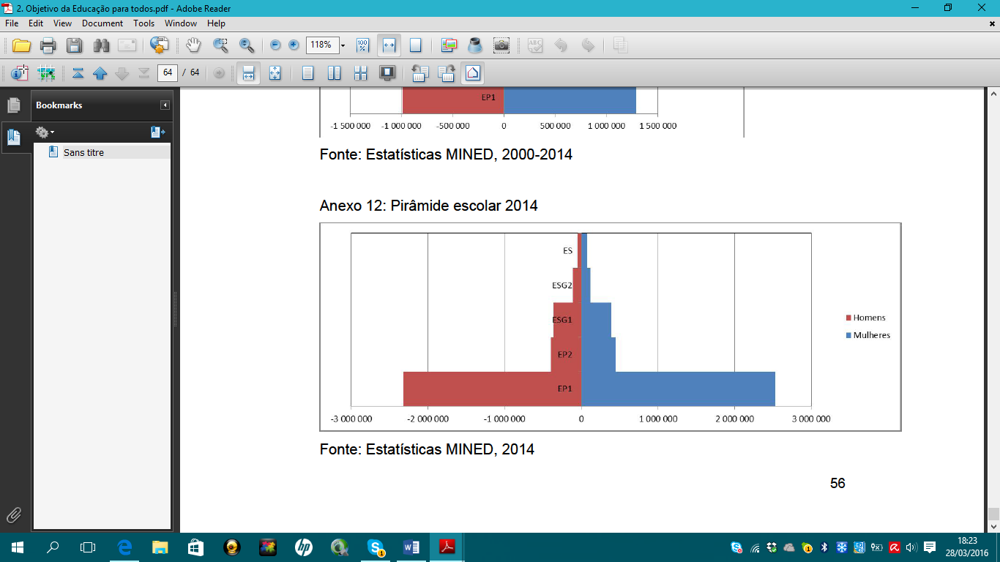 2. Objetivo da Educação para todos.pdf - Adobe Reader
File Edit View Document Tools Window Help
118%
64 / 64
Bookmarks
Sans titre
EP1
-1 500 000 -1 000 000 -500 000 0 500 000 1 000 000 1 500 000
Fonte: Estatísticas MINED, 2000-2014
Anexo 12: Pirâmide escolar 2014
ES
ESG2
ESG1
EP2
EP1
Homens
Mulheres
-3 000 000 -2 000 000 -1 000 000 0 1 000 000 2 000 000 3 000 000
Fonte: Estatísticas MINED, 2014
56
18:23
28/03/2016